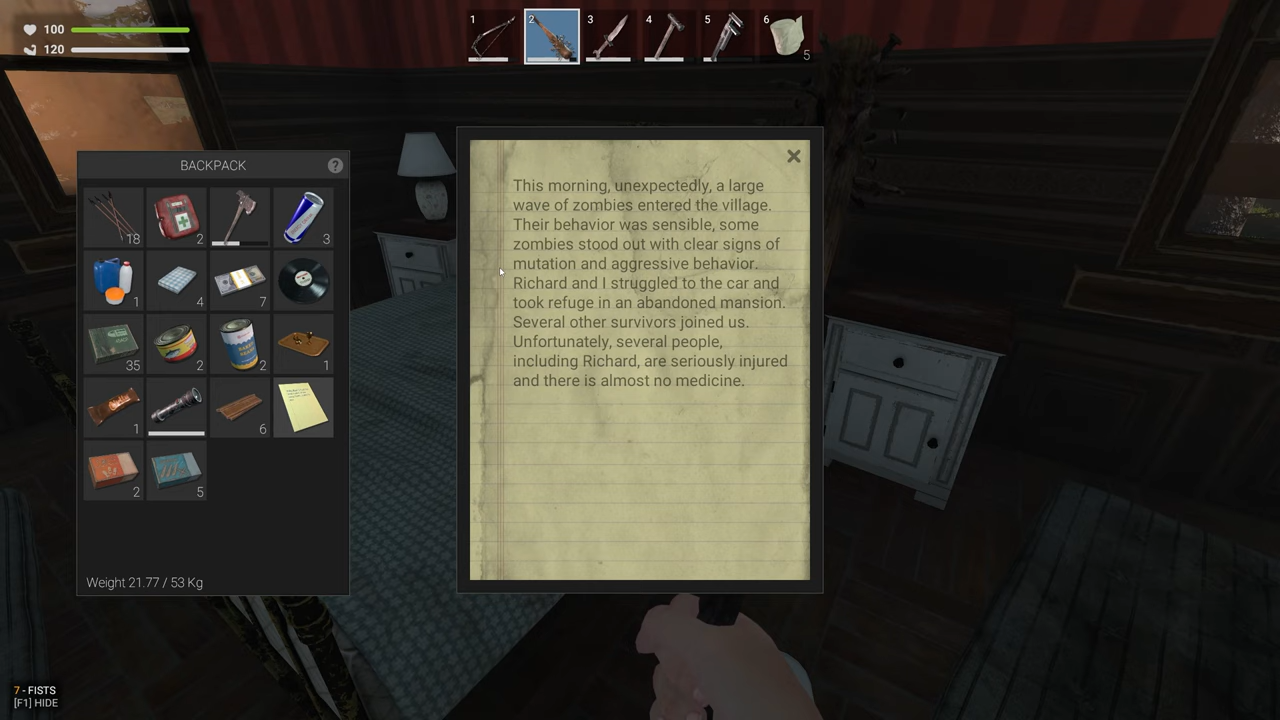 100
120
1
2
3
4
5
6
5
BACKPACK
?
18
2
3
1
4
7
35
2
2
1
1
6
2
5
Weight 21.77 / 53 Kg
This morning, unexpectedly, a large
wave of zombies entered the village.
Their behavior was sensible, some
zombies stood out with clear signs of
mutation and aggressive behavior.
Richard and I struggled to the car and
took refuge in an abandoned mansion.
Several other survivors joined us.
Unfortunately, several people,
including Richard, are seriously injured
and there is almost no medicine.
7 - FISTS
[F1] HIDE